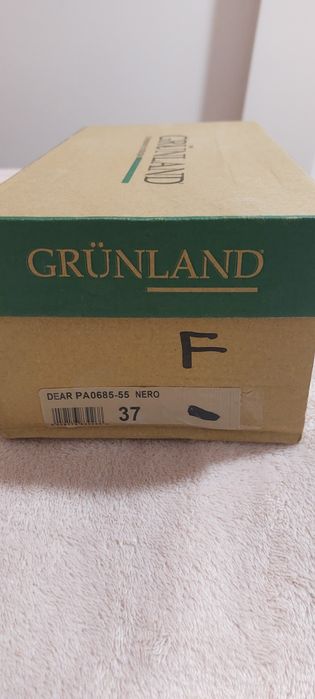 GRÜNLAND
GRÜNLAND
F
DEAR PA0685-55 NERO
37